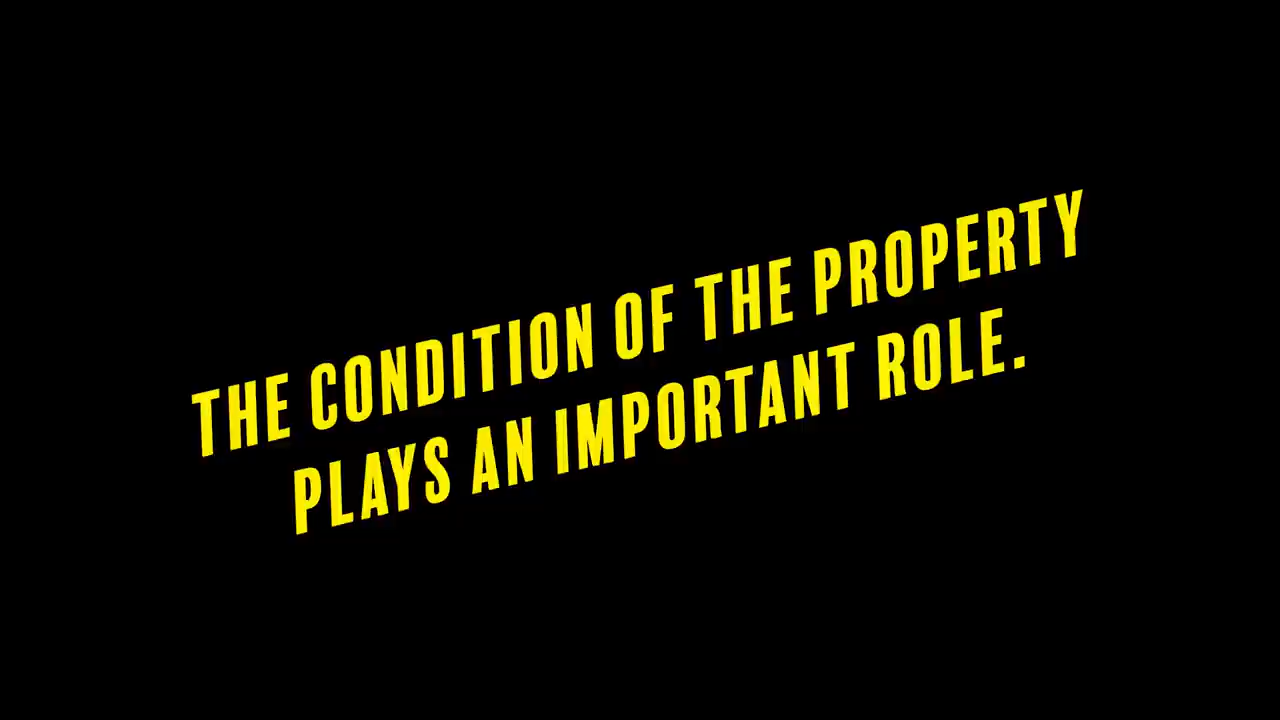 THE CONDITION OF THE PROPERTY
PLAYS AN IMPORTANT ROLE.